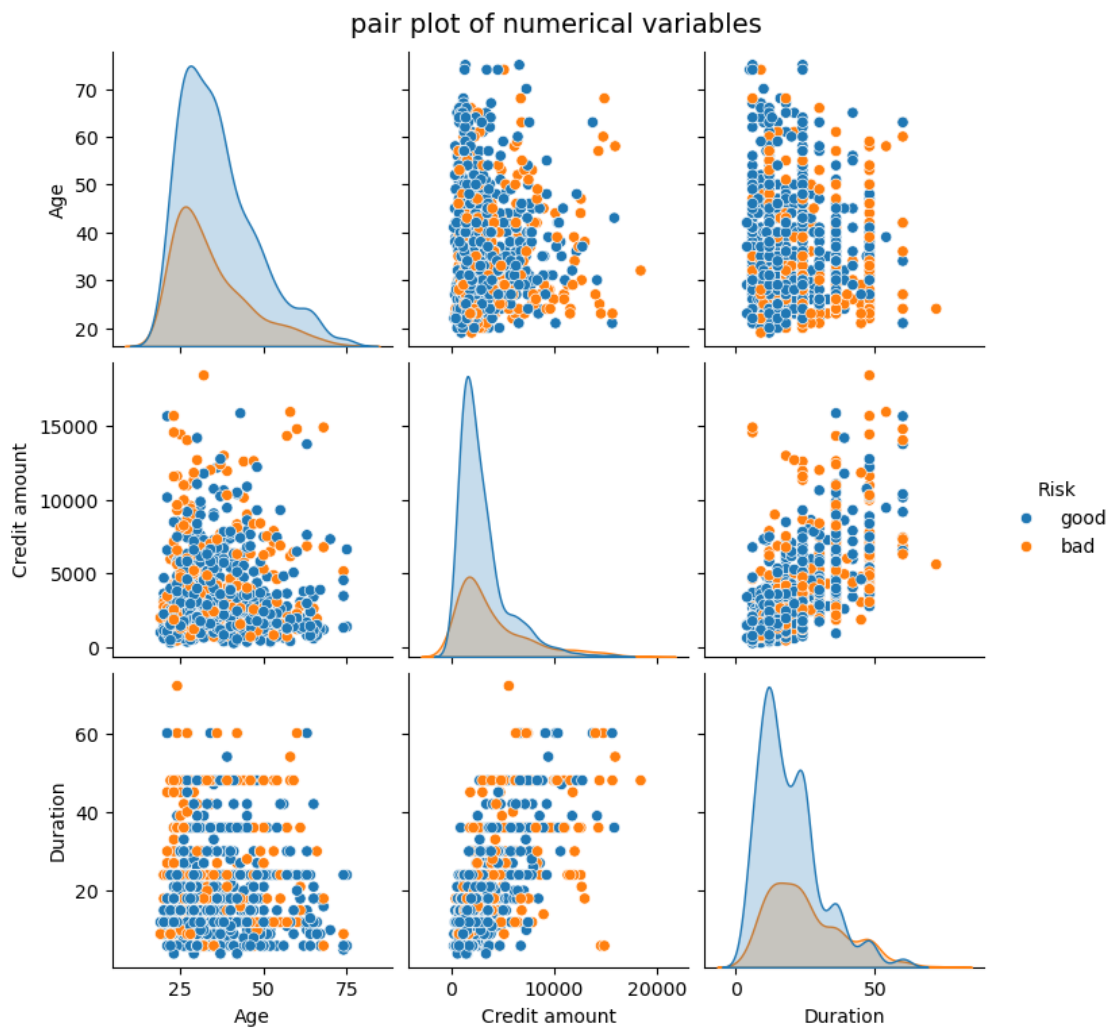 pair plot of numerical variables
70
60
50
40
30
20
Age
15000
10000
5000
0
Credit amount
60
40
20
Duration
25 50 75
Age
0 10000 20000
Credit amount
0 50
Duration
Risk
good
bad